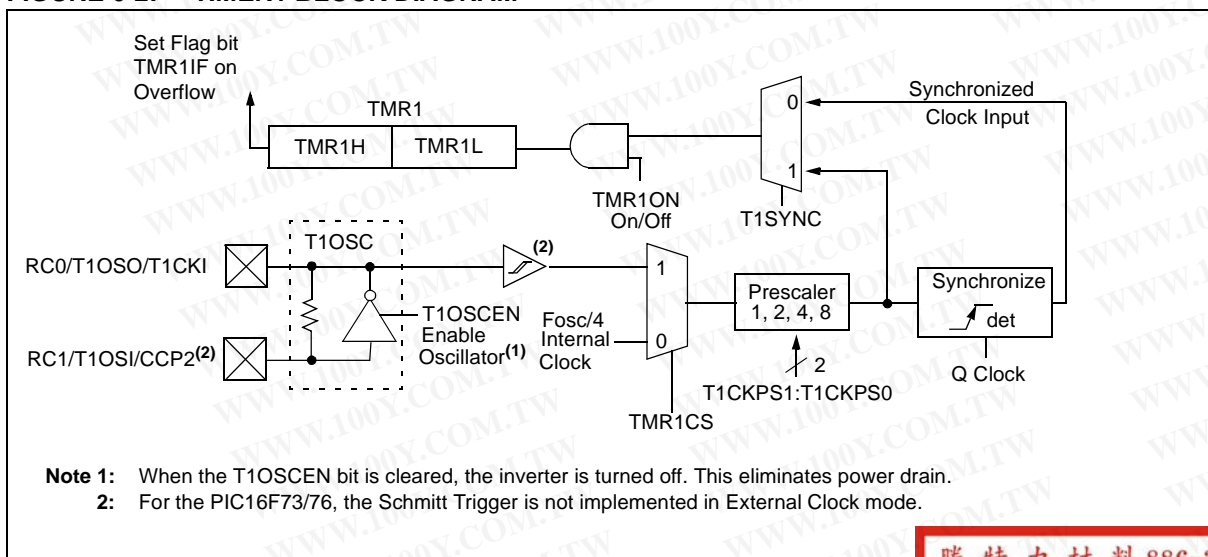 Set Flag bit
TMR1IF on
Overflow
TMR1
TMR1H
TMR1L
0
1
Synchronized
Clock Input
TMR1ON
On/Off
T1SYNC
T1OSC
(2)
RC0/T1OSO/T1CKI
1
Prescaler
1, 2, 4, 8
Synchronize
det
T1OSCEN
Enable
Oscillator(1)
Fosc/4
Internal
Clock
0
RC1/T1OSI/CCP2(2)
2
Q Clock
T1CKPS1:T1CKPS0
TMR1CS
Note 1: When the T1OSCEN bit is cleared, the inverter is turned off. This eliminates power drain.
2: For the PIC16F73/76, the Schmitt Trigger is not implemented in External Clock mode.
WWW.100Y.COM.TW